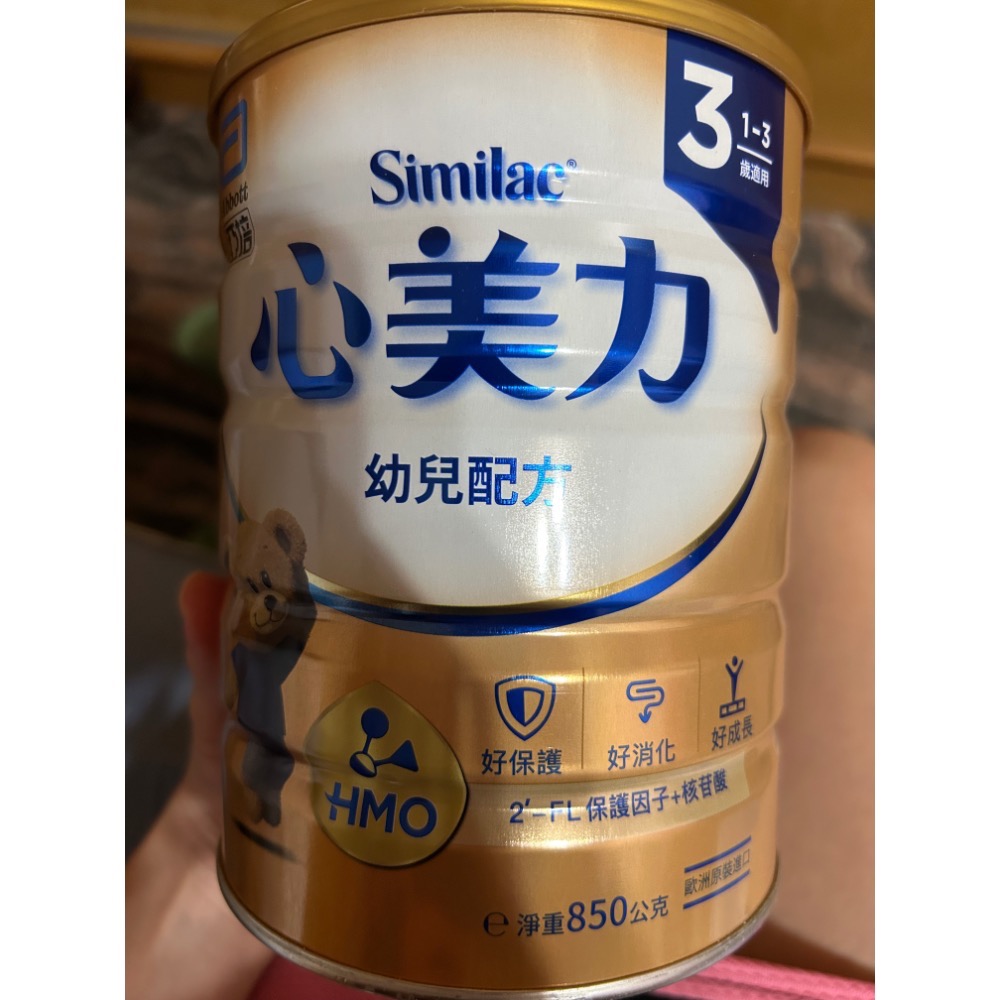 3
1-3
歲適用
Abbott
Similac®
心美力
幼兒配方
好保護
好消化
好成長
HMO
2'-FL 保護因子+核苷酸
歐洲原裝進口
℮ 淨重850公克